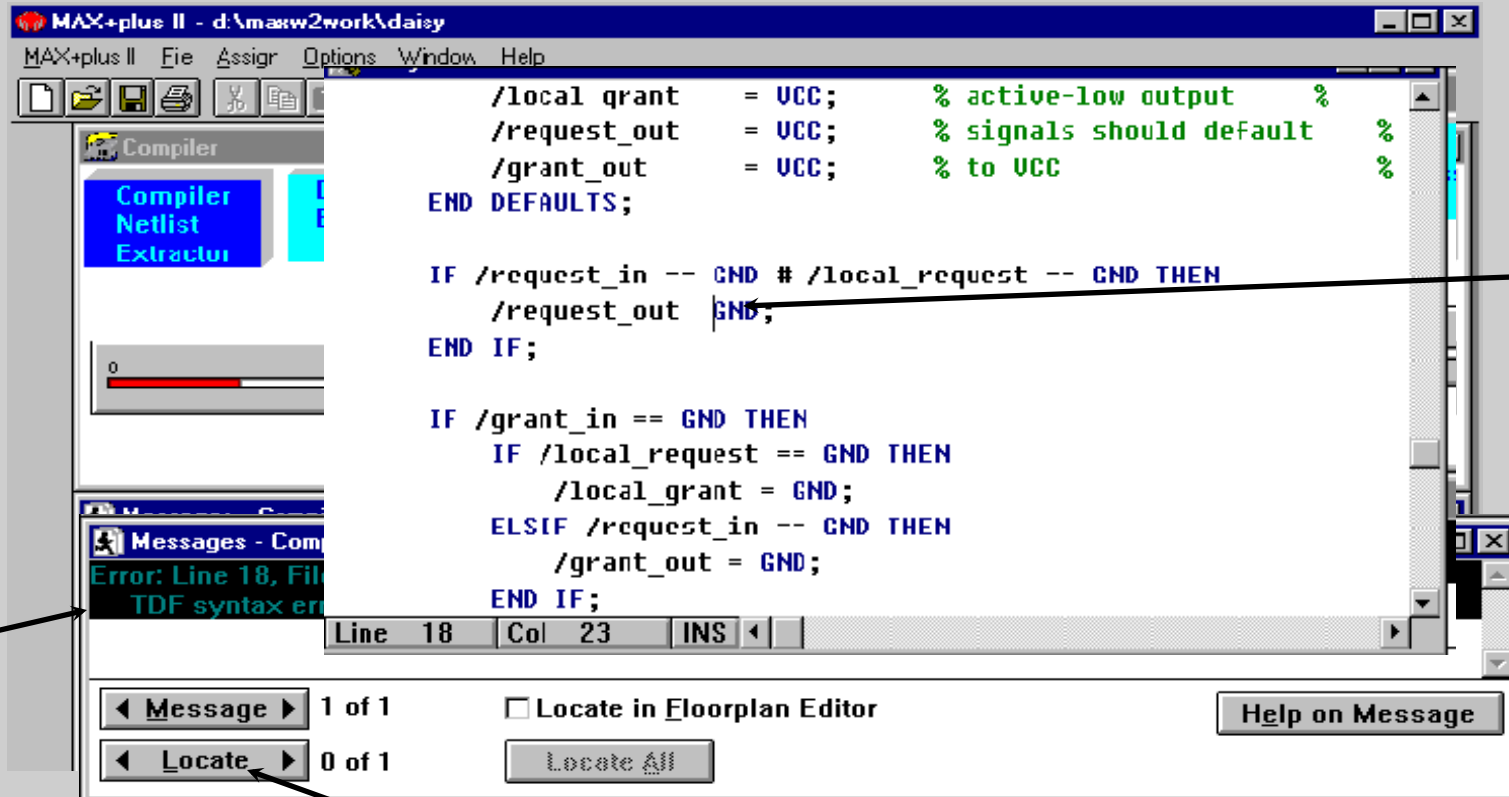 MAX+plus II - d:\maxw2work\daisy
MAX+plus II Fie Assigr Options Window Help
/local qrant = VCC; % active-low output %
/request_out = VCC; % signals should default %
/grant_out = VCC; % to VCC %
END DEFAULTS;
IF /request_in -- GND # /local_request -- GND THEN
/request_out GND;
END IF;
IF /grant_in == GND THEN
IF /local_request == GND THEN
/local_grant = GND;
ELSIF /request_in -- GND THEN
/grant_out = GND;
END IF;
Line 18 Col 23 INS
Compiler
Compiler
Netlist
Extractor
0
Messages - Com
Error: Line 18, Fil
TDF syntax err
Message 1 of 1
Locate in Floorplan Editor
Help on Message
Locate 0 of 1
Locate All